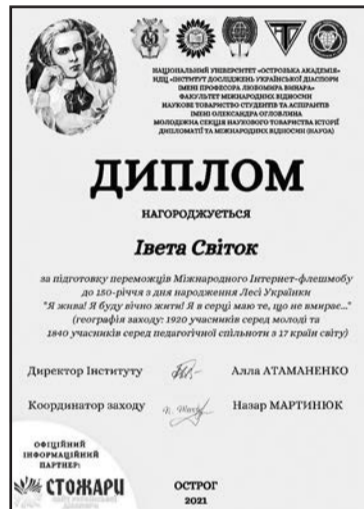 НАЦІОНАЛЬНИЙ УНІВЕРСИТЕТ «ОСТРОЗЬКА АКАДЕМІЯ»
НДЦ «ІНСТИТУТ ДОСЛІДЖЕНЬ УКРАЇНСЬКОЇ ДІАСПОРИ
ІМЕНІ ПРОФЕСОРА ЛЮБОМИРА ВИНАРА»
ФАКУЛЬТЕТ МІЖНАРОДНИХ ВІДНОСИН
НАУКОВЕ ТОВАРИСТВО СТУДЕНТІВ ТА АСПІРАНТІВ
ІМЕНІ ОЛЕКСАНДРА ОГЛОБЛИНА
МОЛОДІЖНА СЕКЦІЯ НАУКОВОГО ТОВАРИСТВА ІСТОРІЇ
ДИПЛОМАТІЇ ТА МІЖНАРОДНИХ ВІДНОСИН
ДИПЛОМ
НАГОРОДЖУЄТЬСЯ
Івета Світок
за підготовку переможців Міжнародного Інтернет-флешмобу
до 150-річчя з дня народження Лесі Українки
"Я жива! Я буду вічно жити! Я в серці маю те, що не вмирає..."
(географія заходу: 1920 учасників серед молоді та
1840 учасників серед педагогічної спільноти з 17 країн світу)
Директор Інституту Алла АТАМАНЕНКО
Координатор заходу Назар МАРТИНЮК
ОФІЦІЙНИЙ
ІНФОРМАЦІЙНИЙ
ПАРТНЕР:
СТОЖАРИ
ОСТРОГ
2021